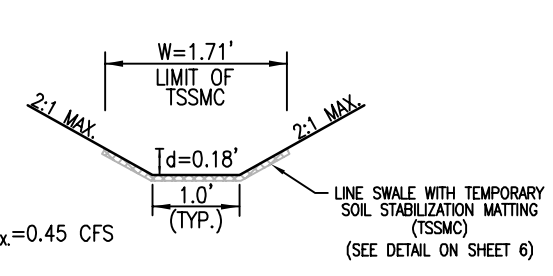 W=1.71'
LIMIT OF
TSSMC
2:1 MAX.
2:1 MAX.
d=0.18'
1.0'
(TYP.)
x.=0.45 CFS
LINE SWALE WITH TEMPORARY
SOIL STABILIZATION MATTING
(TSSMC)
(SEE DETAIL ON SHEET 6)